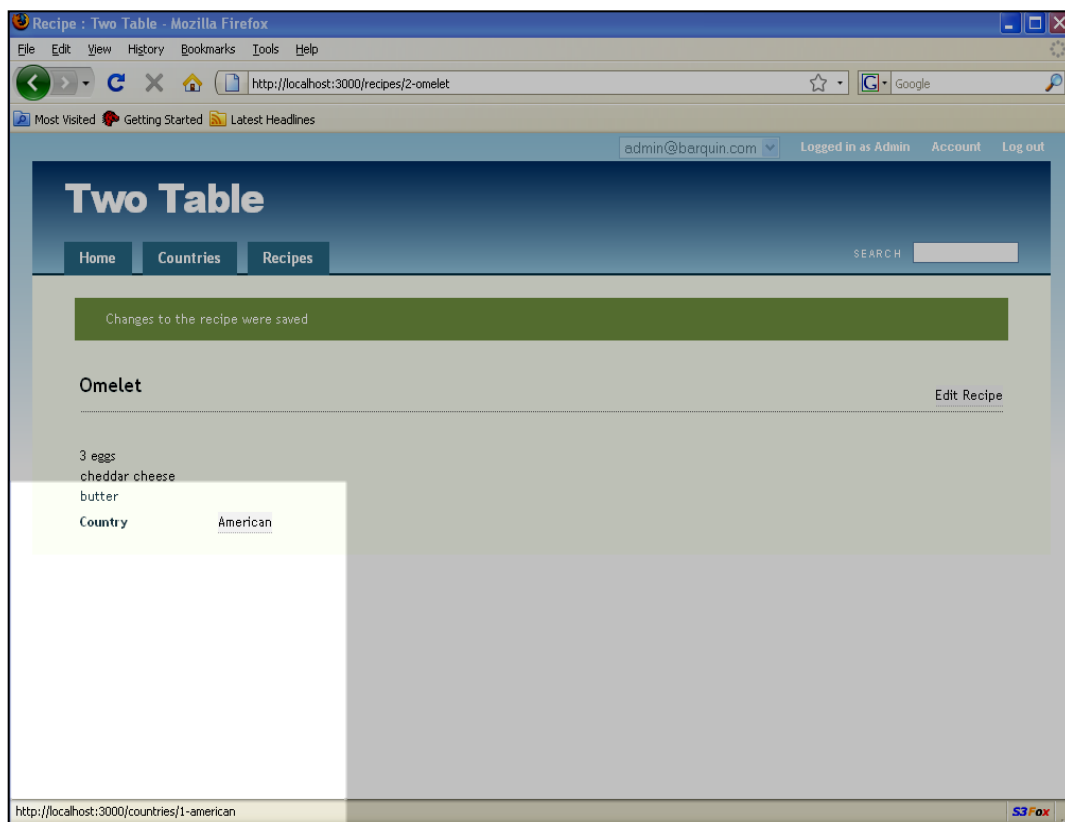 Recipe : Two Table - Mozilla Firefox
File Edit View History Bookmarks Tools Help
http://localhost:3000/recipes/2-omelet
G Google
Most Visited Getting Started Latest Headlines
admin@barquin.com Logged in as Admin Account Log out
Two Table
Home Countries Recipes SEARCH
Changes to the recipe were saved
Omelet
Edit Recipe
3 eggs
cheddar cheese
butter
Country American
http://localhost:3000/countries/1-american S3Fox